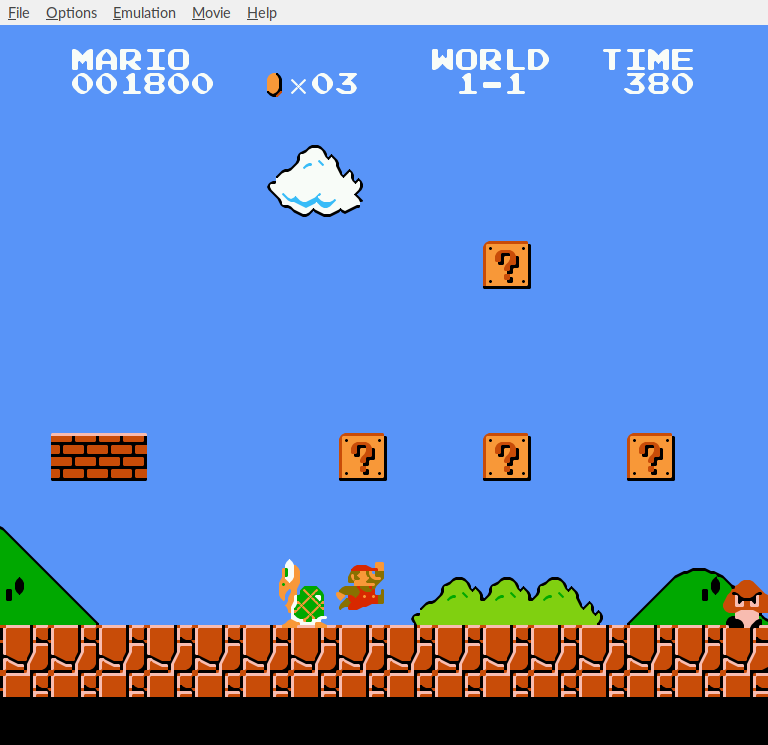 File Options Emulation Movie Help
MARIO WORLD TIME
001800 ×03 1-1 380
?
? ? ?